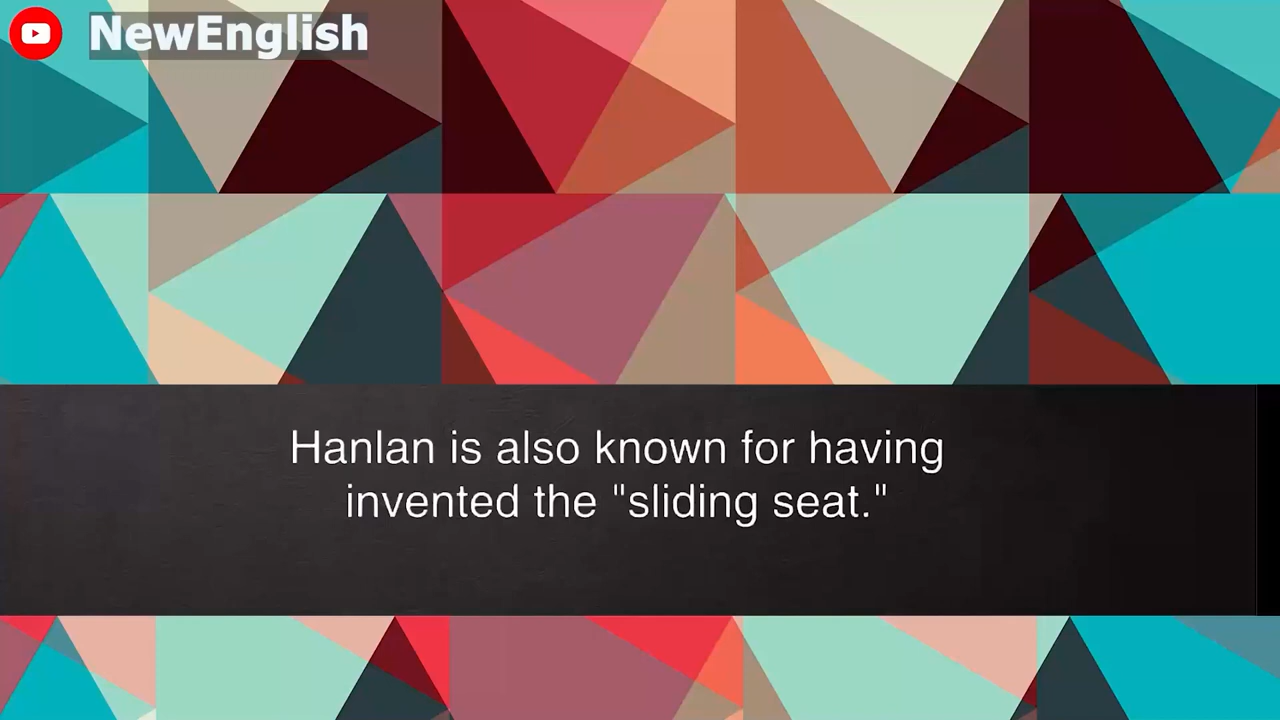 NewEnglish
Hanlan is also known for having
invented the "sliding seat."